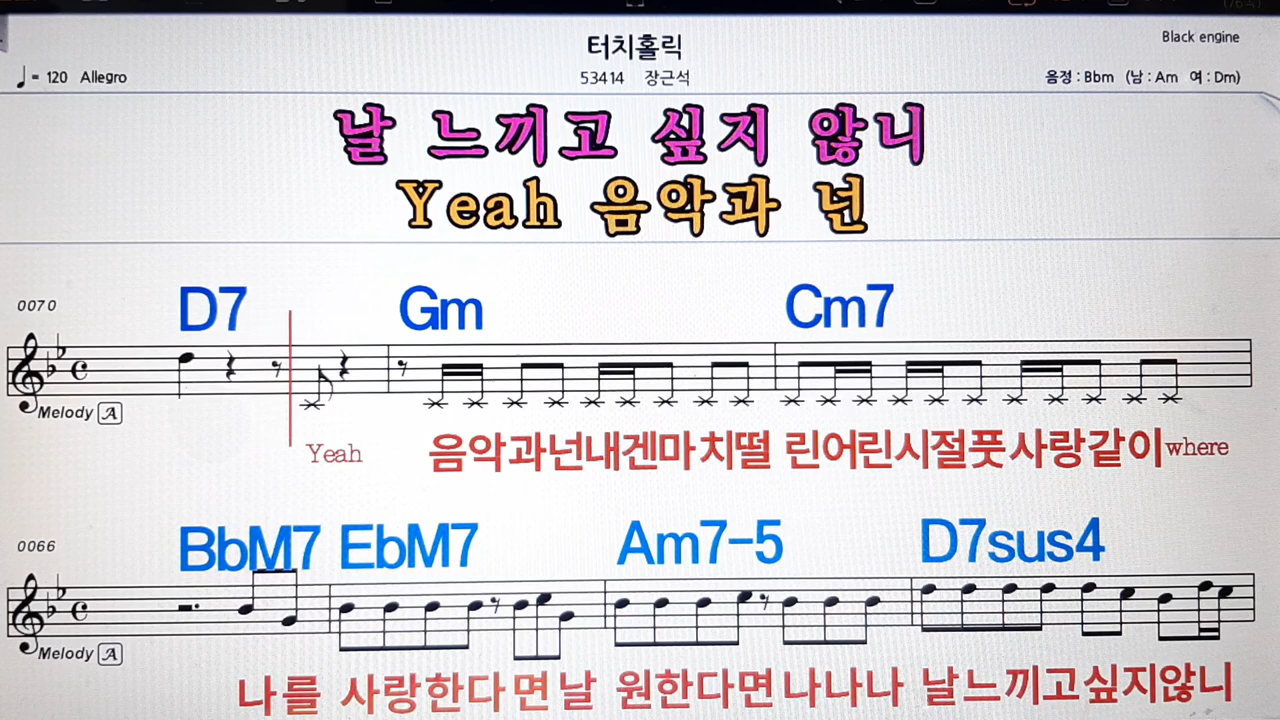 터치홀릭
Black engine
♩= 120 Allegro
53414 장근석
음정 : Bbm (남 : Am 여 : Dm)
날 느끼고 싶지 않니
Yeah 음악과 넌
0070
D7 Gm Cm7
Melody A
Yeah 음악과넌내겐마치떨 린어린시절풋사랑같이where
0066
BbM7 EbM7 Am7-5 D7sus4
Melody A
나를 사랑한다면날 원한다면나나나 날느끼고싶지않니